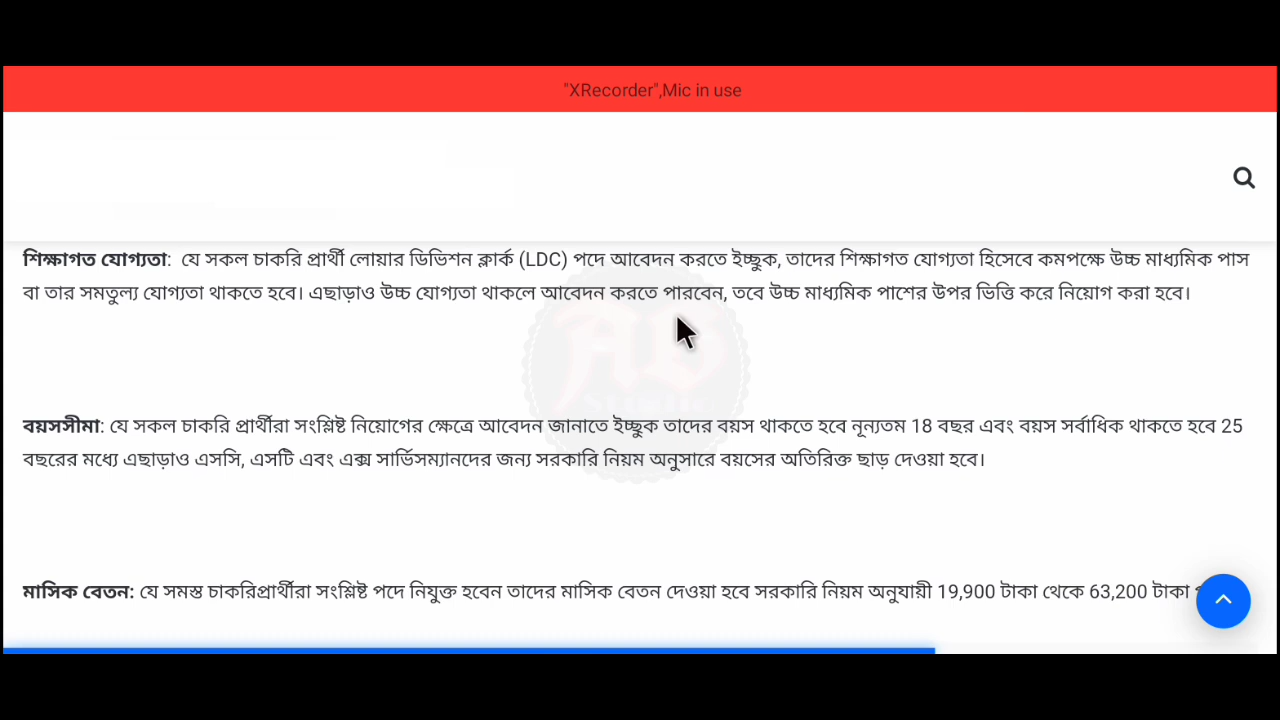 "XRecorder",Mic in use
শিক্ষাগত যোগ্যতা: যে সকল চাকরি প্রার্থী লোয়ার ডিভিশন ক্লার্ক (LDC) পদে আবেদন করতে ইচ্ছুক, তাদের শিক্ষাগত যোগ্যতা হিসেবে কমপক্ষে উচ্চ মাধ্যমিক পাস
বা তার সমতুল্য যোগ্যতা থাকতে হবে। এছাড়াও উচ্চ যোগ্যতা থাকলে আবেদন করতে পারবেন, তবে উচ্চ মাধ্যমিক পাশের উপর ভিত্তি করে নিয়োগ করা হবে।
বয়সসীমা: যে সকল চাকরি প্রার্থীরা সংশ্লিষ্ট নিয়োগের ক্ষেত্রে আবেদন জানাতে ইচ্ছুক তাদের বয়স থাকতে হবে নূন্যতম 18 বছর এবং বয়স সর্বাধিক থাকতে হবে 25
বছরের মধ্যে এছাড়াও এসসি, এসটি এবং এক্স সার্ভিসম্যানদের জন্য সরকারি নিয়ম অনুসারে বয়সের অতিরিক্ত ছাড় দেওয়া হবে।
মাসিক বেতন: যে সমস্ত চাকরিপ্রার্থীরা সংশ্লিষ্ট পদে নিযুক্ত হবেন তাদের মাসিক বেতন দেওয়া হবে সরকারি নিয়ম অনুযায়ী 19,900 টাকা থেকে 63,200 টাকা